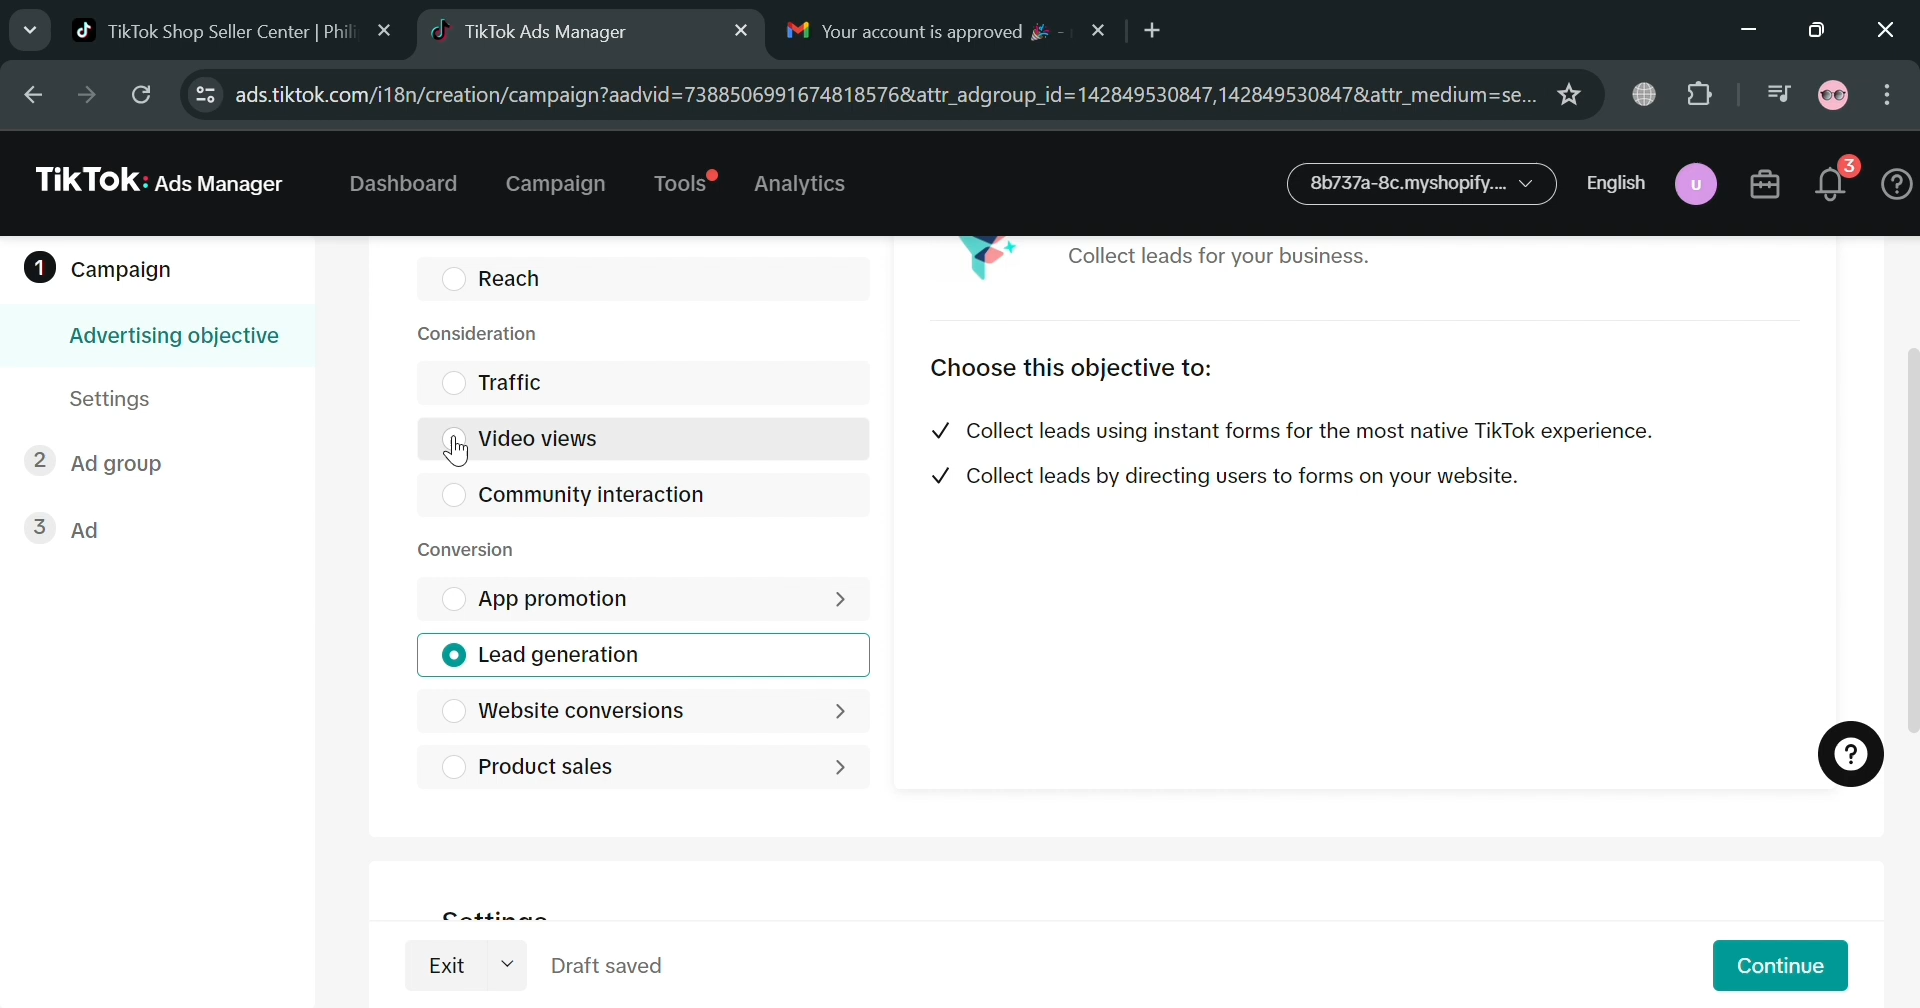 TikTok Shop Seller Center | Phili
TikTok Ads Manager
Your account is approved 🎉 -
ads.tiktok.com/i18n/creation/campaign?aadvid=7388506991674818576&attr_adgroup_id=142849530847,142849530847&attr_medium=se...
TikTok: Ads Manager
Dashboard
Campaign
Tools
Analytics
8b737a-8c.myshopify....
English
U
3
1 Campaign
Advertising objective
Settings
2 Ad group
3 Ad
Reach
Consideration
Traffic
Video views
Community interaction
Conversion
App promotion
Lead generation
Website conversions
Product sales
Collect leads for your business.
Choose this objective to:
Collect leads using instant forms for the most native TikTok experience.
Collect leads by directing users to forms on your website.
Settings
Exit
Draft saved
Continue